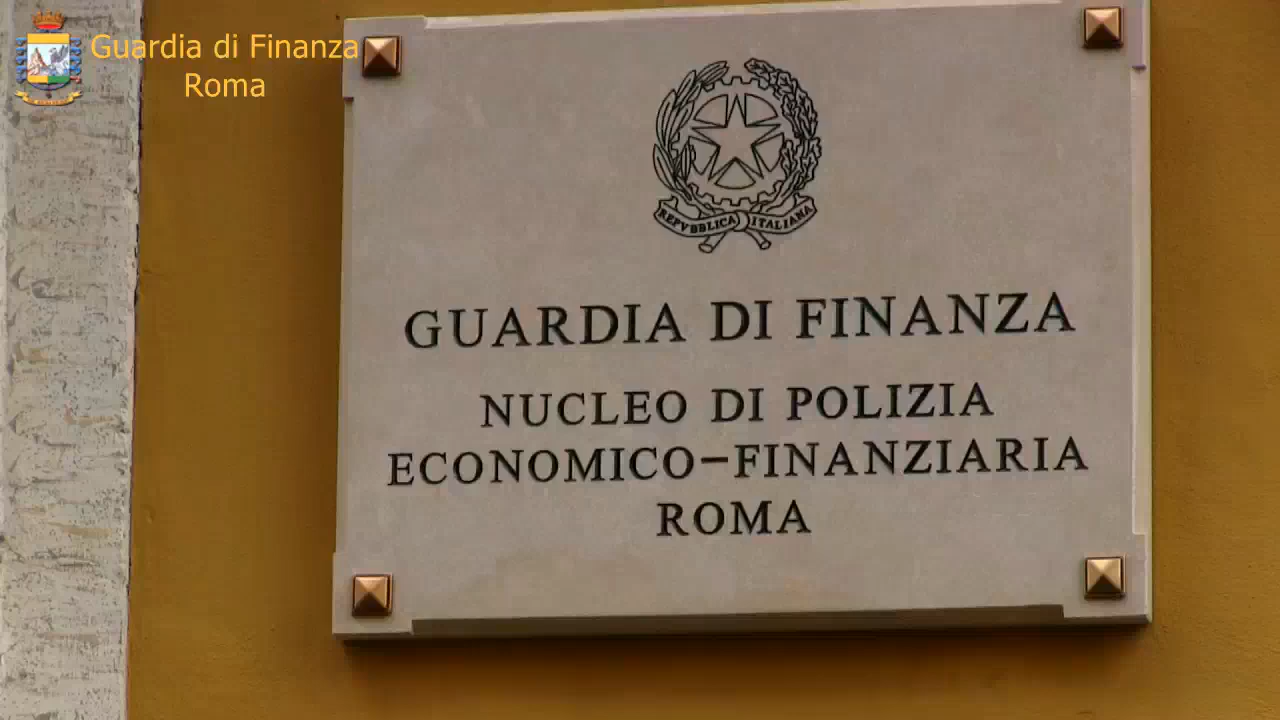 Guardia di Finanza
Roma
REPVBBLICA ITALIANA
GUARDIA DI FINANZA
NUCLEO DI POLIZIA
ECONOMICO-FINANZIARIA
ROMA